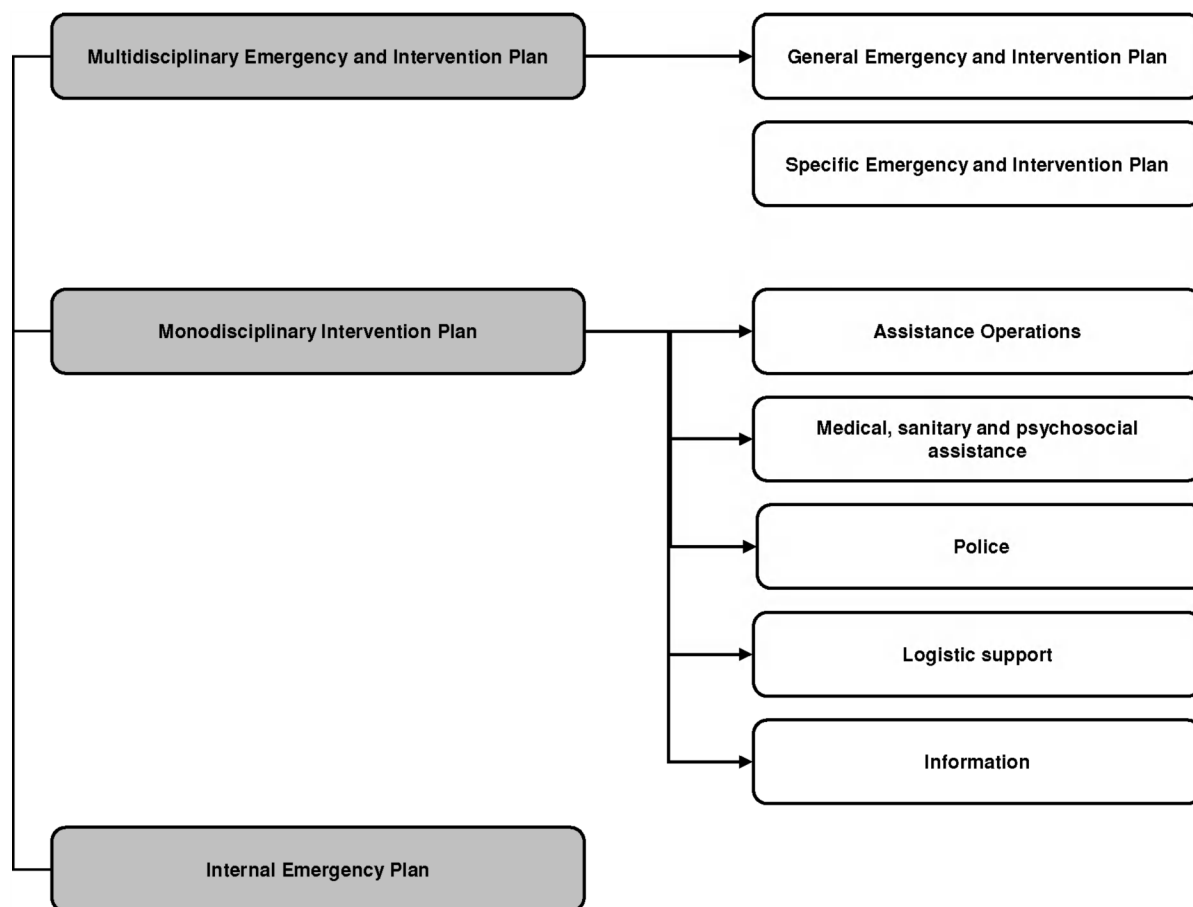 Multidisciplinary Emergency and Intervention Plan
General Emergency and Intervention Plan
Specific Emergency and Intervention Plan
Monodisciplinary Intervention Plan
Assistance Operations
Medical, sanitary and psychosocial
assistance
Police
Logistic support
Information
Internal Emergency Plan